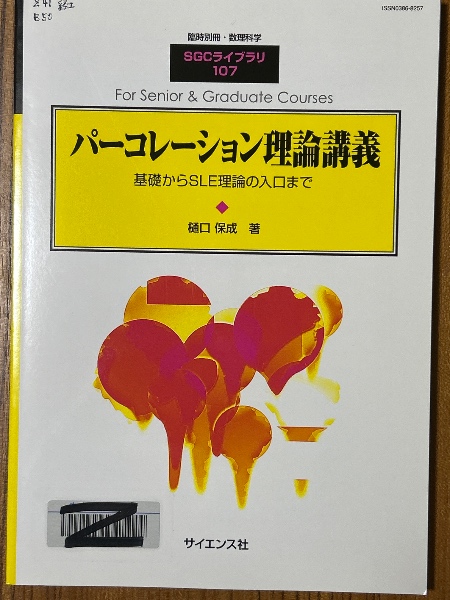 ISSN0386-8257
臨時別冊・数理科学
SGCライブラリ
107
For Senior & Graduate Courses
パーコレーション理論講義
基礎からSLE理論の入口まで
樋口 保成 著
サイエンス社